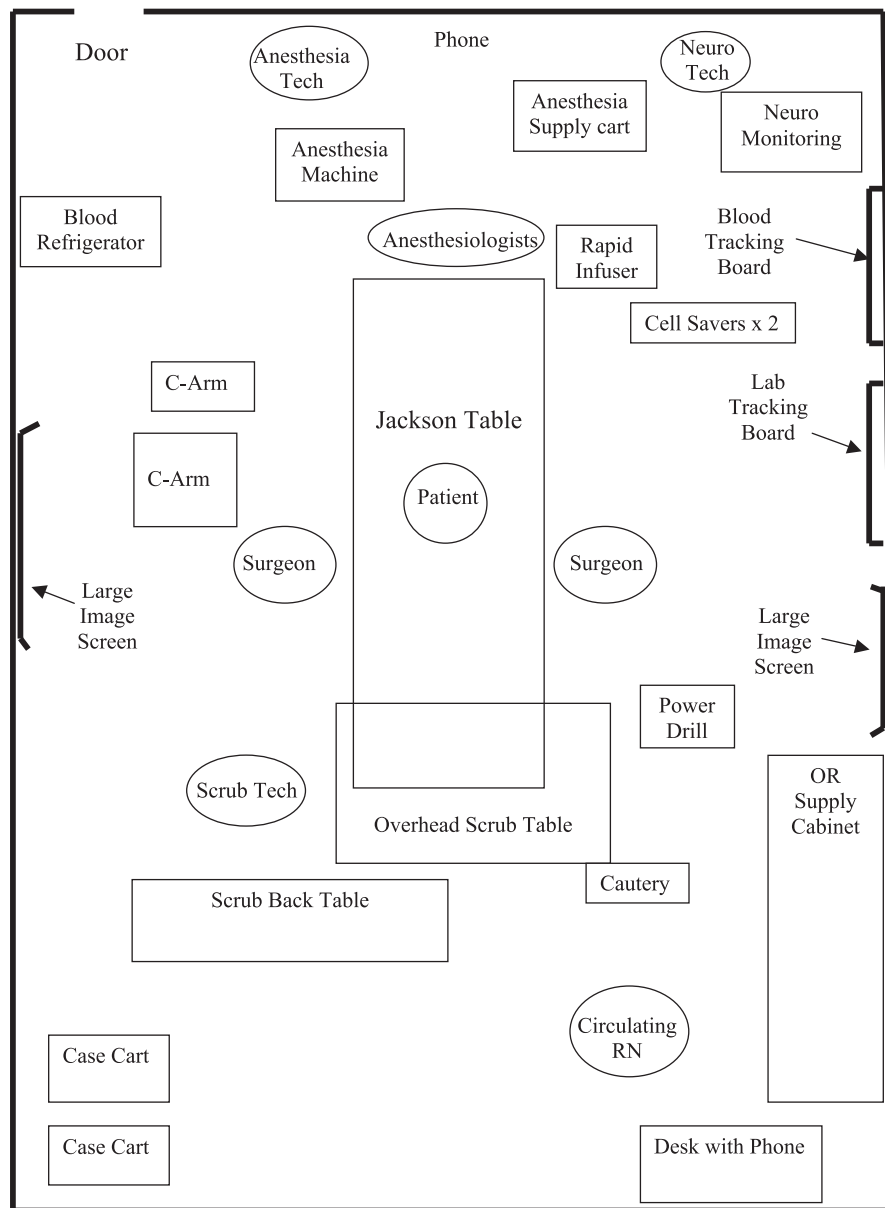 Door
Anesthesia
Tech
Phone
Neuro
Tech
Anesthesia
Supply cart
Neuro
Monitoring
Anesthesia
Machine
Blood
Refrigerator
Anesthesiologists
Rapid
Infuser
Blood
Tracking
Board
Cell Savers x 2
C-Arm
Jackson Table
Lab
Tracking
Board
C-Arm
Patient
Surgeon
Surgeon
Large
Image
Screen
Large
Image
Screen
Power
Drill
Scrub Tech
Overhead Scrub Table
OR
Supply
Cabinet
Cautery
Scrub Back Table
Circulating
RN
Case Cart
Case Cart
Desk with Phone